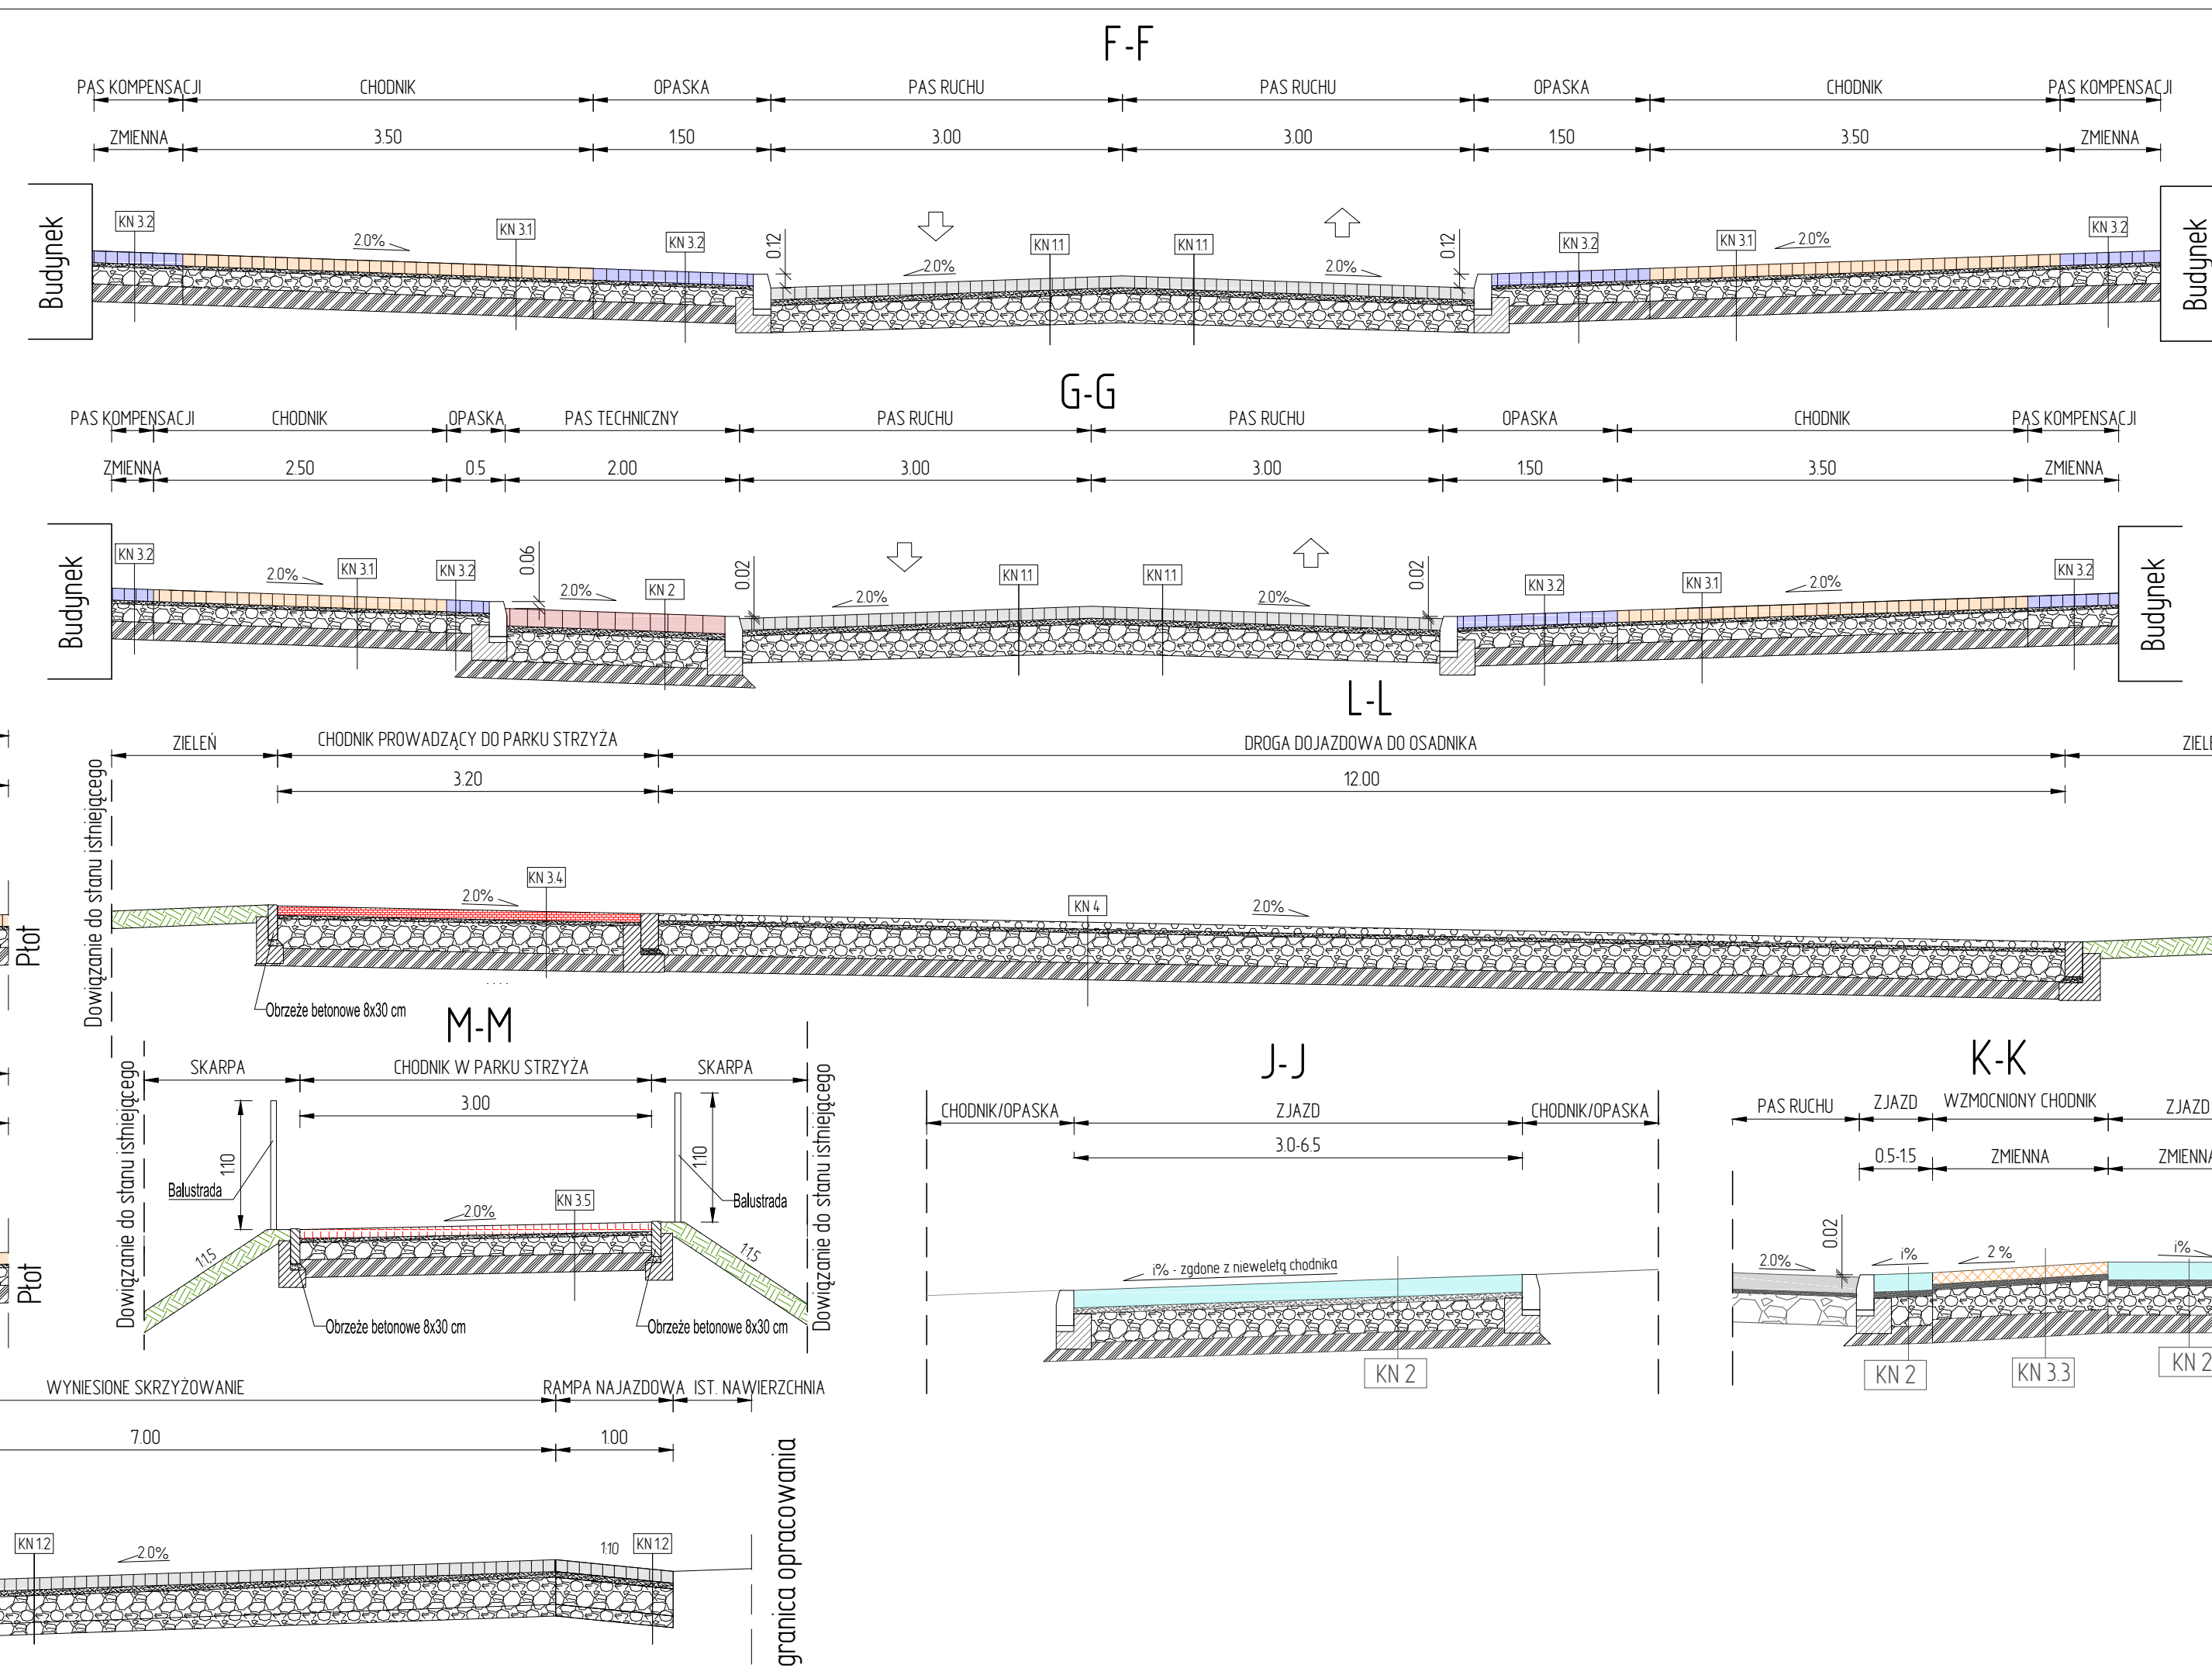 F-F
PAS KOMPENSACJI CHODNIK OPASKA PAS RUCHU PAS RUCHU OPASKA CHODNIK PAS KOMPENSACJI
ZMIENNA 3.50 1.50 3.00 3.00 1.50 3.50 ZMIENNA
Budynek KN 3.2 2.0% KN 3.1 KN 3.2 0.12 2.0% KN 1.1 KN 1.1 2.0% 0.12 KN 3.2 KN 3.1 2.0% KN 3.2 Budynek
G-G
PAS KOMPENSACJI CHODNIK OPASKA PAS TECHNICZNY PAS RUCHU PAS RUCHU OPASKA CHODNIK PAS KOMPENSACJI
ZMIENNA 2.50 0.5 2.00 3.00 3.00 1.50 3.50 ZMIENNA
Budynek KN 3.2 2.0% KN 3.1 KN 3.2 0.06 2.0% KN 2 0.02 2.0% KN 1.1 KN 1.1 2.0% 0.02 KN 3.2 KN 3.1 2.0% KN 3.2 Budynek
L-L
ZIELEŃ CHODNIK PROWADZĄCY DO PARKU STRZYŻA DROGA DOJAZDOWA DO OSADNIKA
3.20 12.00
Płot
Dowiązanie do stanu istniejącego
2.0% KN 3.4 KN 4 2.0%
Obrzeże betonowe 8x30 cm
M-M
SKARPA CHODNIK W PARKU STRZYŻA SKARPA
3.00
Płot
Dowiązanie do stanu istniejącego
1.10 Balustrada 1:1.5 2.0% KN 3.5 1.10 Balustrada 1:1.5
Dowiązanie do stanu istniejącego
Obrzeże betonowe 8x30 cm Obrzeże betonowe 8x30 cm
J-J
CHODNIK/OPASKA ZJAZD CHODNIK/OPASKA
3.0-6.5
i% - zgdone z nieweletą chodnika
KN 2
K-K
PAS RUCHU ZJAZD WZMOCNIONY CHODNIK ZJAZD
0.5-1.5 ZMIENNA
2.0% 0.02 i% 2 % i%
KN 2 KN 3.3 KN 2
WYNIESIONE SKRZYŻOWANIE RAMPA NAJAZDOWA IST. NAWIERZCHNIA
7.00 1.00
KN 1.2 2.0% 1:10 KN 1.2
granica opracowania